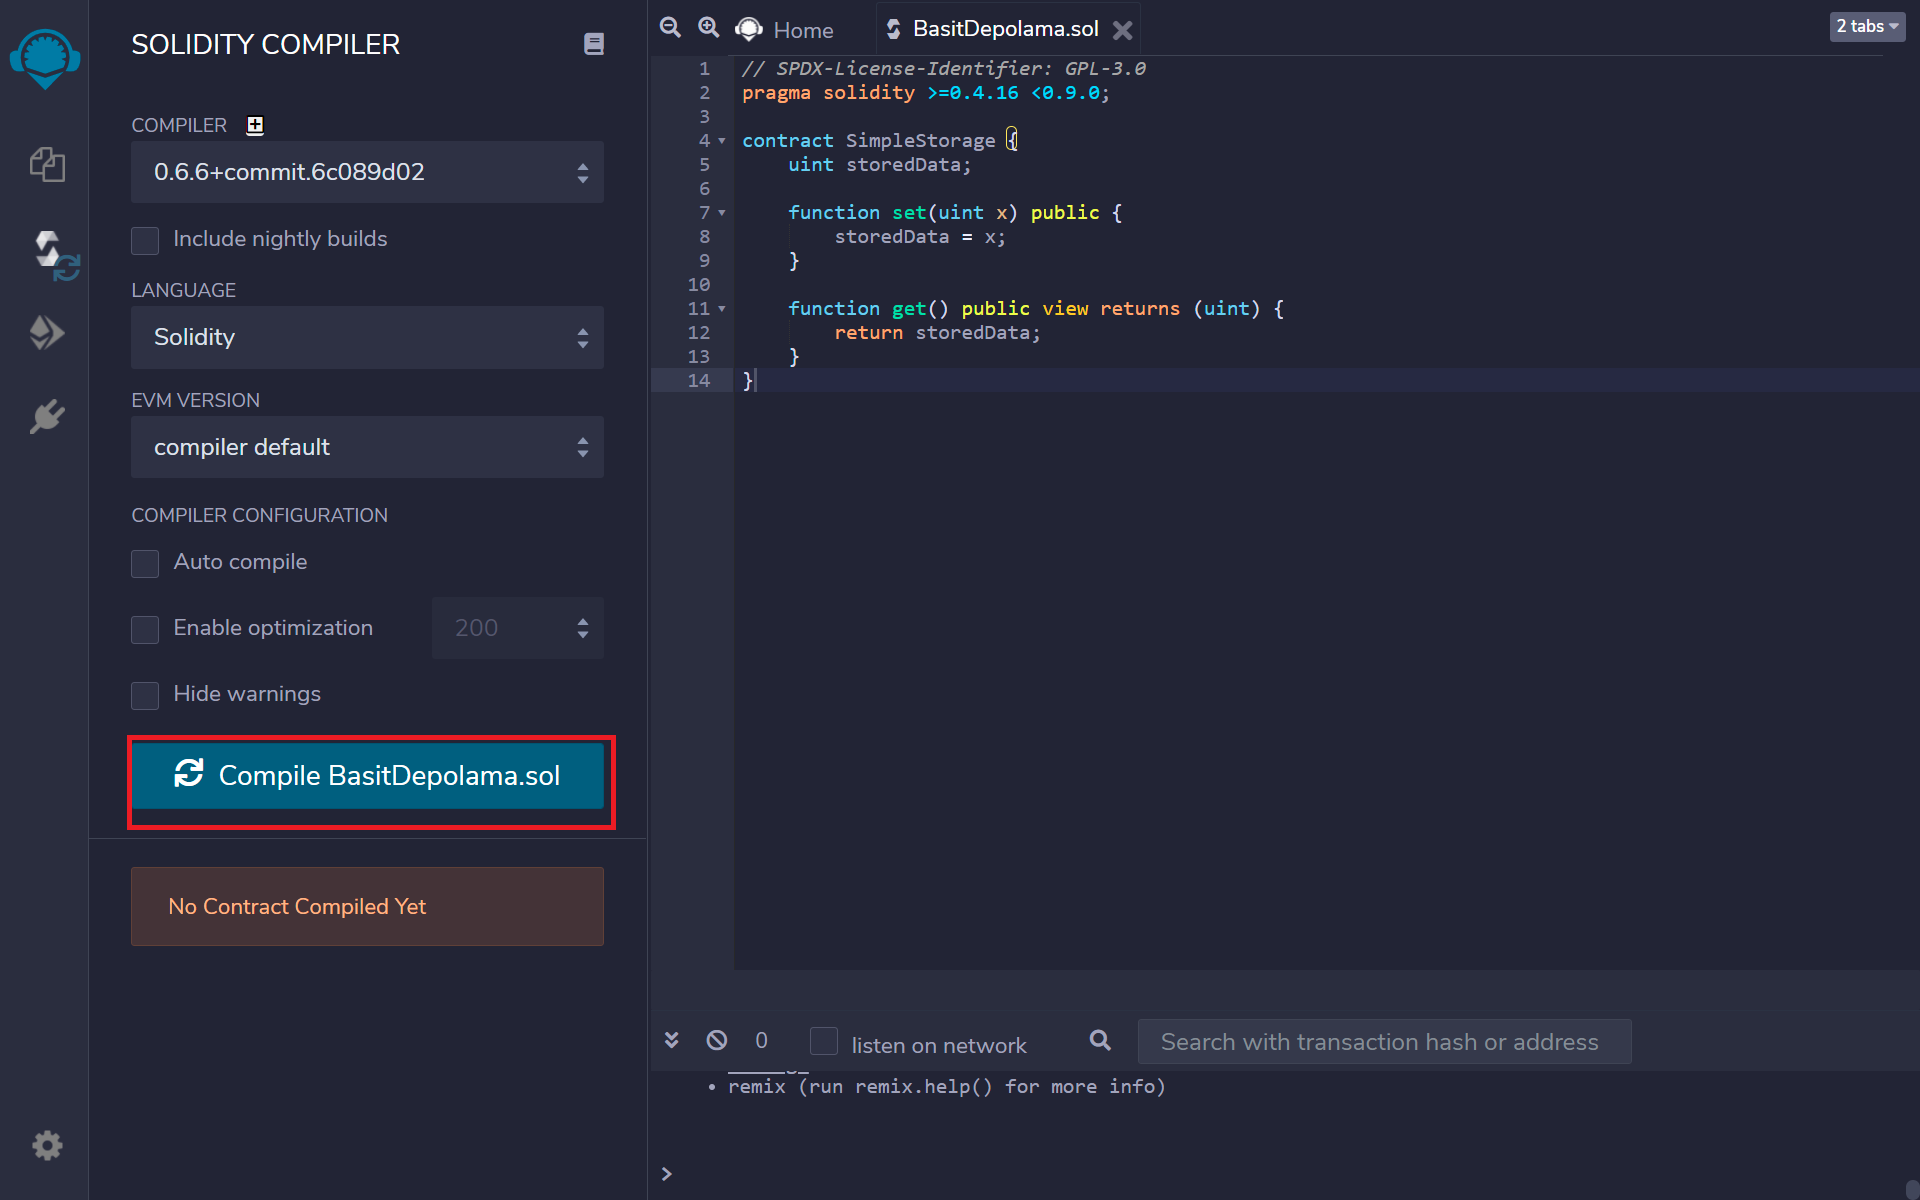 SOLIDITY COMPILER
COMPILER
0.6.6+commit.6c089d02
Include nightly builds
LANGUAGE
Solidity
EVM VERSION
compiler default
COMPILER CONFIGURATION
Auto compile
Enable optimization 200
Hide warnings
Compile BasitDepolama.sol
No Contract Compiled Yet
Home BasitDepolama.sol 2 tabs
1 // SPDX-License-Identifier: GPL-3.0
2 pragma solidity >=0.4.16 <0.9.0;
3
4 contract SimpleStorage {
5     uint storedData;
6
7     function set(uint x) public {
8         storedData = x;
9     }
10
11     function get() public view returns (uint) {
12         return storedData;
13     }
14 }
0 listen on network Search with transaction hash or address
• remix (run remix.help() for more info)
>